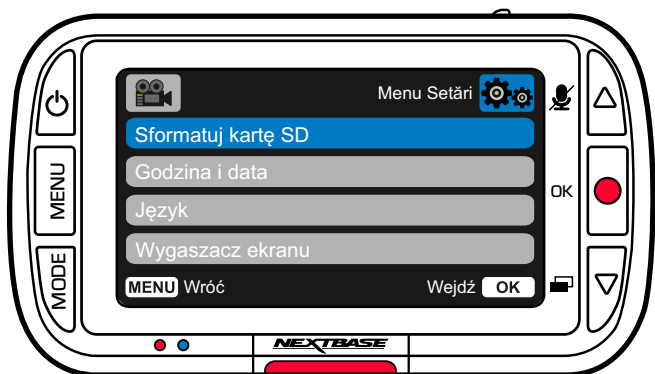 Menu Setări
Sformatuj kartę SD
Godzina i data
Język
Wygaszacz ekranu
MENU Wróć
Wejdź OK
MENU
MODE
OK
NEXTBASE